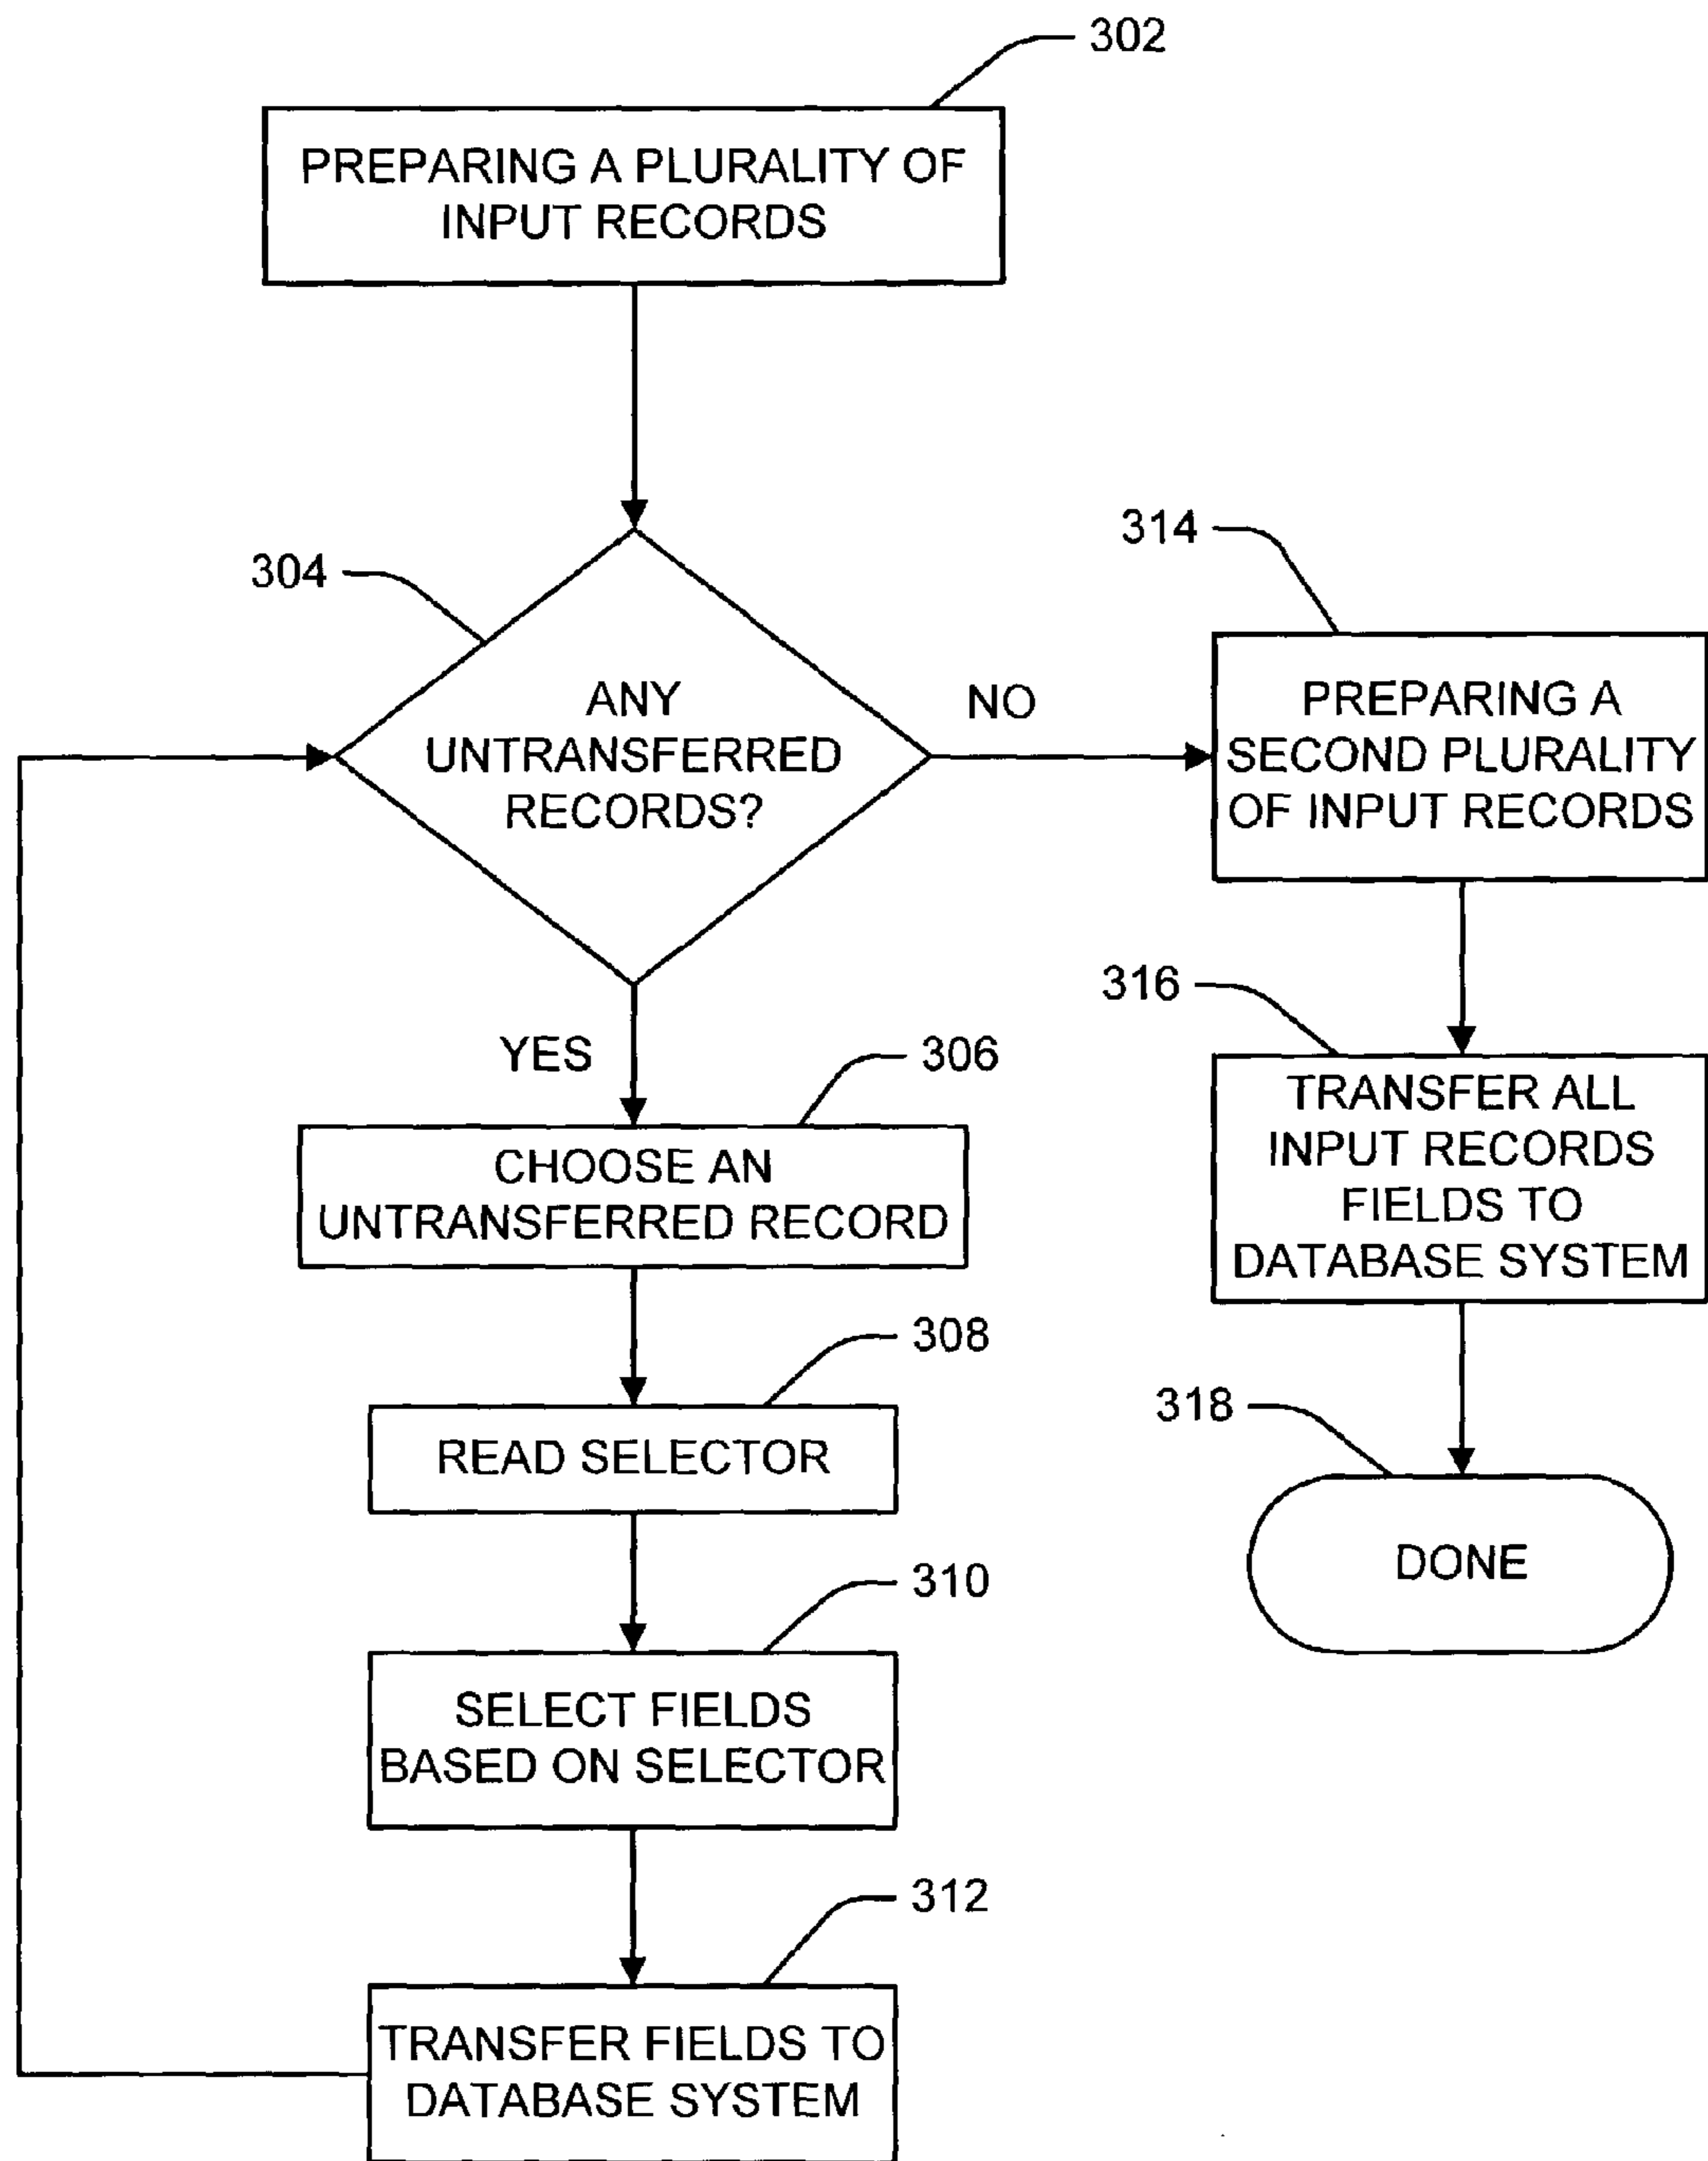 302
PREPARING A PLURALITY OF
INPUT RECORDS
304
ANY
UNTRANSFERRED
RECORDS?
NO
YES
306
CHOOSE AN
UNTRANSFERRED RECORD
308
READ SELECTOR
310
SELECT FIELDS
BASED ON SELECTOR
312
TRANSFER FIELDS TO
DATABASE SYSTEM
314
PREPARING A
SECOND PLURALITY
OF INPUT RECORDS
316
TRANSFER ALL
INPUT RECORDS
FIELDS TO
DATABASE SYSTEM
318
DONE